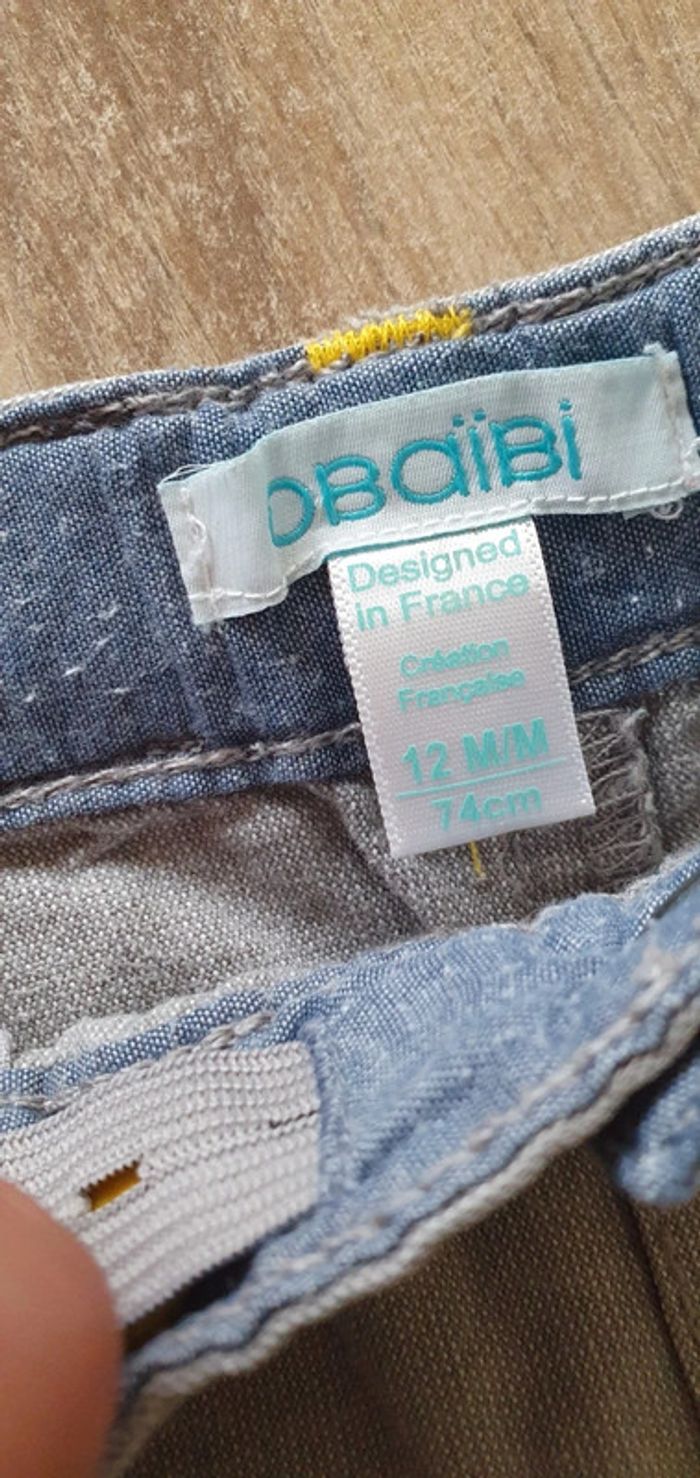 OBaïBi
Designed
in France
Création
Française
12 M/M
74cm